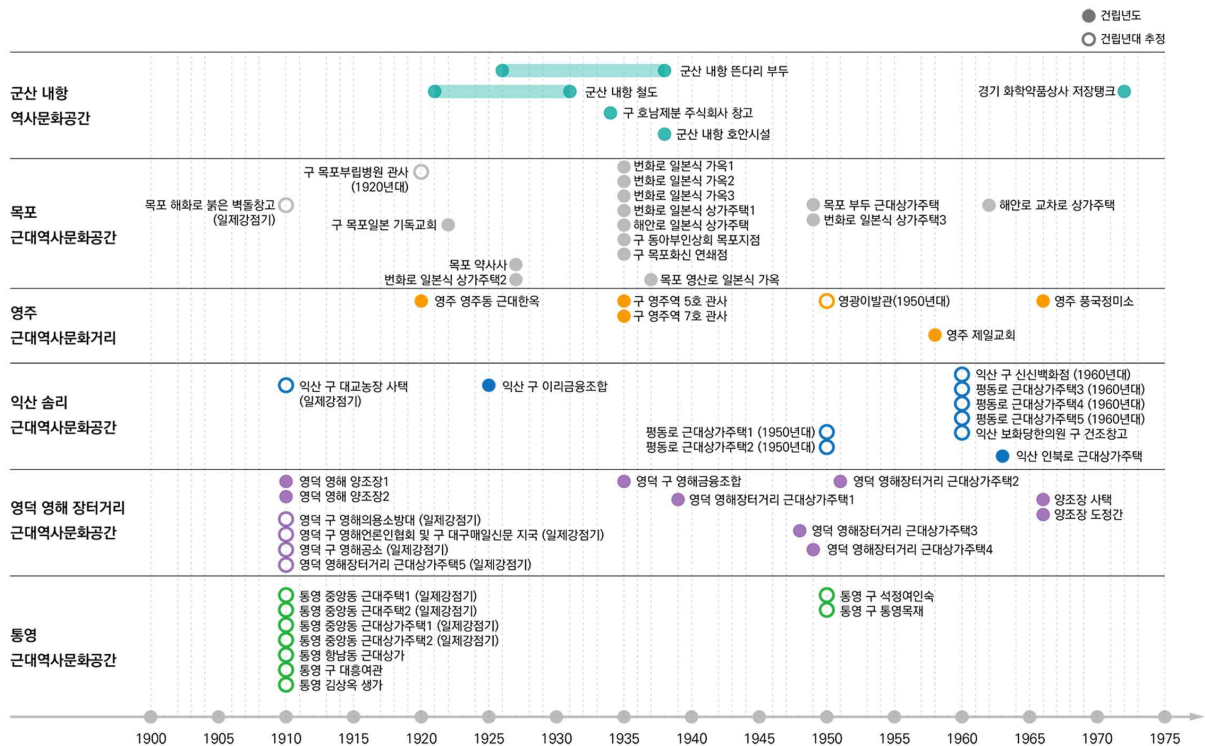 건립년도
건립년대 추정
군산 내항
역사문화공간
군산 내항 뜬다리 부두
군산 내항 철도
경기 화학약품상사 저장탱크
구 호남제분 주식회사 창고
군산 내항 호안시설
목포
근대역사문화공간
구 목포부립병원 관사
(1920년대)
목포 해화로 붉은 벽돌창고
(일제강점기)
구 목포일본 기독교회
목포 약사사
번화로 일본식 상가주택2
번화로 일본식 가옥1
번화로 일본식 가옥2
번화로 일본식 가옥3
번화로 일본식 상가주택1
해안로 일본식 상가주택
구 동아부인상회 목포지점
구 목포화신 연쇄점
목포 영산로 일본식 가옥
목포 부두 근대상가주택
번화로 일본식 상가주택3
해안로 교차로 상가주택
영주
근대역사문화거리
영주 영주동 근대한옥
구 영주역 5호 관사
구 영주역 7호 관사
영광이발관(1950년대)
영주 풍국정미소
영주 제일교회
익산 솜리
근대역사문화공간
익산 구 대교농장 사택
(일제강점기)
익산 구 이리금융조합
평동로 근대상가주택1 (1950년대)
평동로 근대상가주택2 (1950년대)
익산 구 신신백화점 (1960년대)
평동로 근대상가주택3 (1960년대)
평동로 근대상가주택4 (1960년대)
평동로 근대상가주택5 (1960년대)
익산 보화당한의원 구 건조창고
익산 인북로 근대상가주택
영덕 영해 장터거리
근대역사문화공간
영덕 영해 양조장1
영덕 영해 양조장2
영덕 구 영해의용소방대 (일제강점기)
영덕 구 영해언론인협회 및 구 대구매일신문 지국 (일제강점기)
영덕 구 영해공소 (일제강점기)
영덕 영해장터거리 근대상가주택5 (일제강점기)
영덕 구 영해금융조합
영덕 영해장터거리 근대상가주택1
영덕 영해장터거리 근대상가주택2
영덕 영해장터거리 근대상가주택3
영덕 영해장터거리 근대상가주택4
양조장 사택
양조장 도정간
통영
근대역사문화공간
통영 중앙동 근대주택1 (일제강점기)
통영 중앙동 근대주택2 (일제강점기)
통영 중앙동 근대상가주택1 (일제강점기)
통영 중앙동 근대상가주택2 (일제강점기)
통영 항남동 근대상가
통영 구 대흥여관
통영 김상옥 생가
통영 구 석정여인숙
통영 구 통영목재
1900 1905 1910 1915 1920 1925 1930 1935 1940 1945 1950 1955 1960 1965 1970 1975